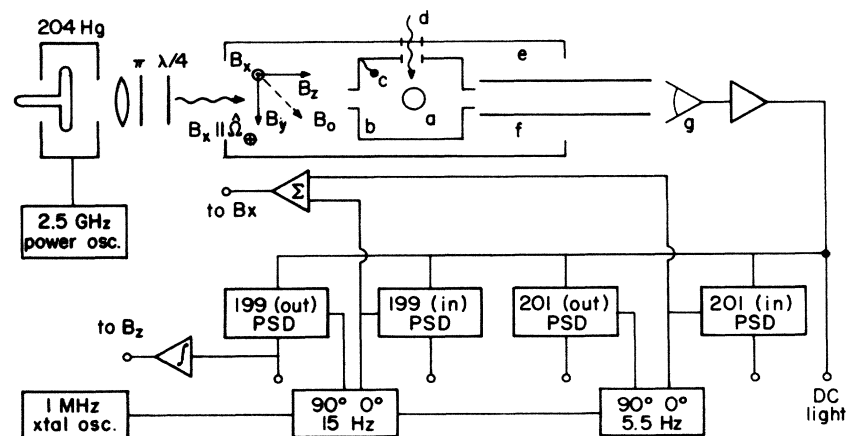 204 Hg
π λ/4
d
e
Bx
Bz
c
By
Bo
a
b
f
g
Bx ∥ Ω̂⊕
Σ
to Bx
2.5 GHz
power osc.
199 (out)
PSD
199 (in)
PSD
201 (out)
PSD
201 (in)
PSD
to Bz
∫
1 MHz
xtal osc.
90° 0°
15 Hz
90° 0°
5.5 Hz
DC
light